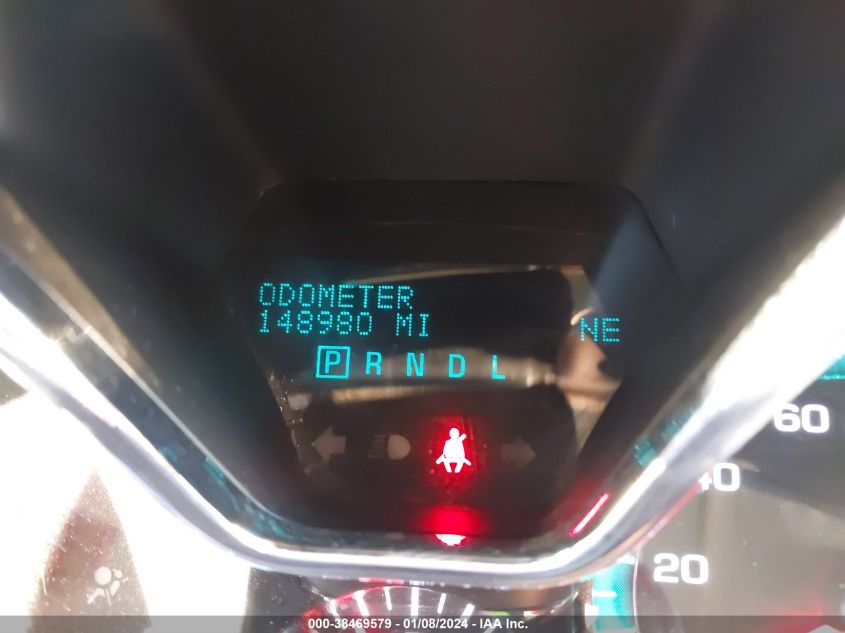 ODOMETER
148980 MI NE
P R N D L
60
40
20
000-38469579 - 01/08/2024 - IAA Inc.